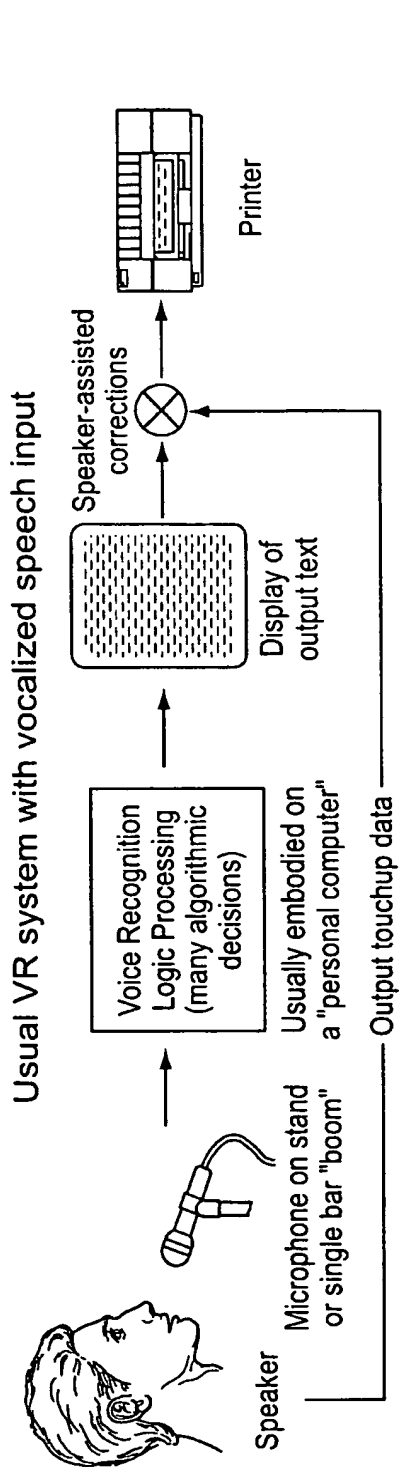 Usual VR system with vocalized speech input
Speaker
Microphone on stand
or single bar "boom"
Voice Recognition
Logic Processing
(many algorithmic
decisions)
Usually embodied on
a "personal computer"
Display of
output text
Speaker-assisted
corrections
Printer
Output touchup data